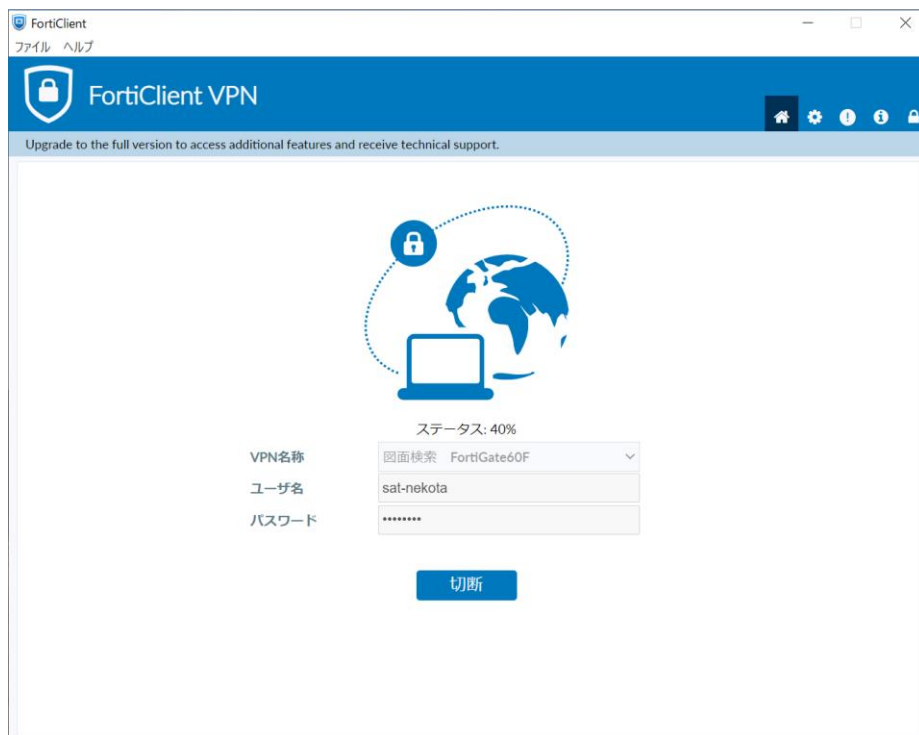 FortiClient
ファイル ヘルプ
FortiClient VPN
Upgrade to the full version to access additional features and receive technical support.
ステータス: 40%
VPN名称 図面検索 FortiGate60F
ユーザ名 sat-nekota
パスワード ••••••••
切断